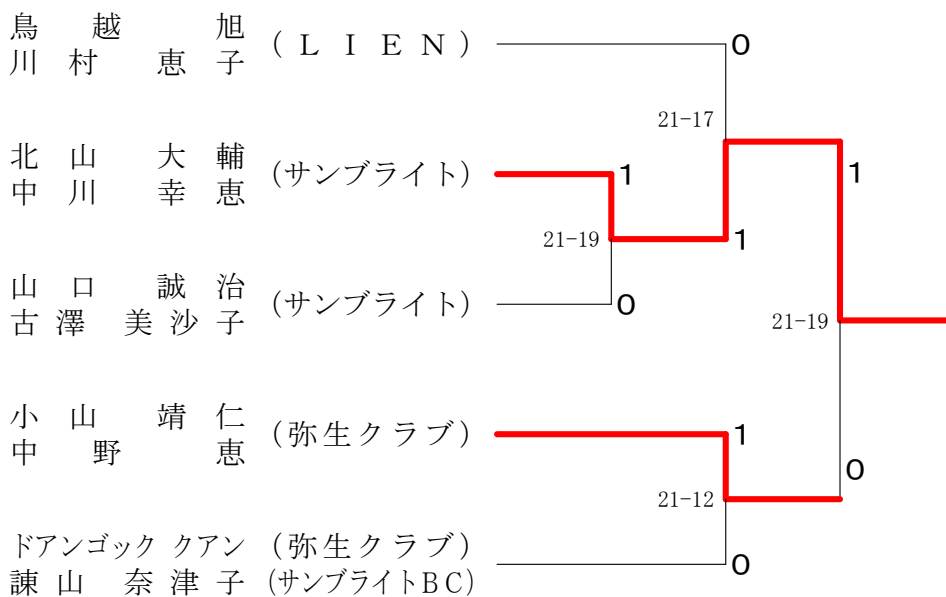 鳥越 旭
川村 恵子
(LIEN)
0
21-17
北山 大輔
中川 幸恵
(サンブライト)
1
1
21-19
1
山口 誠治
古澤 美沙子
(サンブライト)
0
21-19
小山 靖仁
中野 恵
(弥生クラブ)
1
0
21-12
ドアンゴック クアン (弥生クラブ)
諌山 奈津子 (サンブライトBC)
0